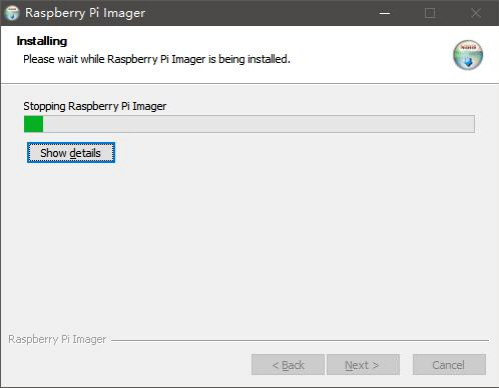 Raspberry Pi Imager
Installing
Please wait while Raspberry Pi Imager is being installed.
Stopping Raspberry Pi Imager
Show details
Raspberry Pi Imager
< Back
Next >
Cancel